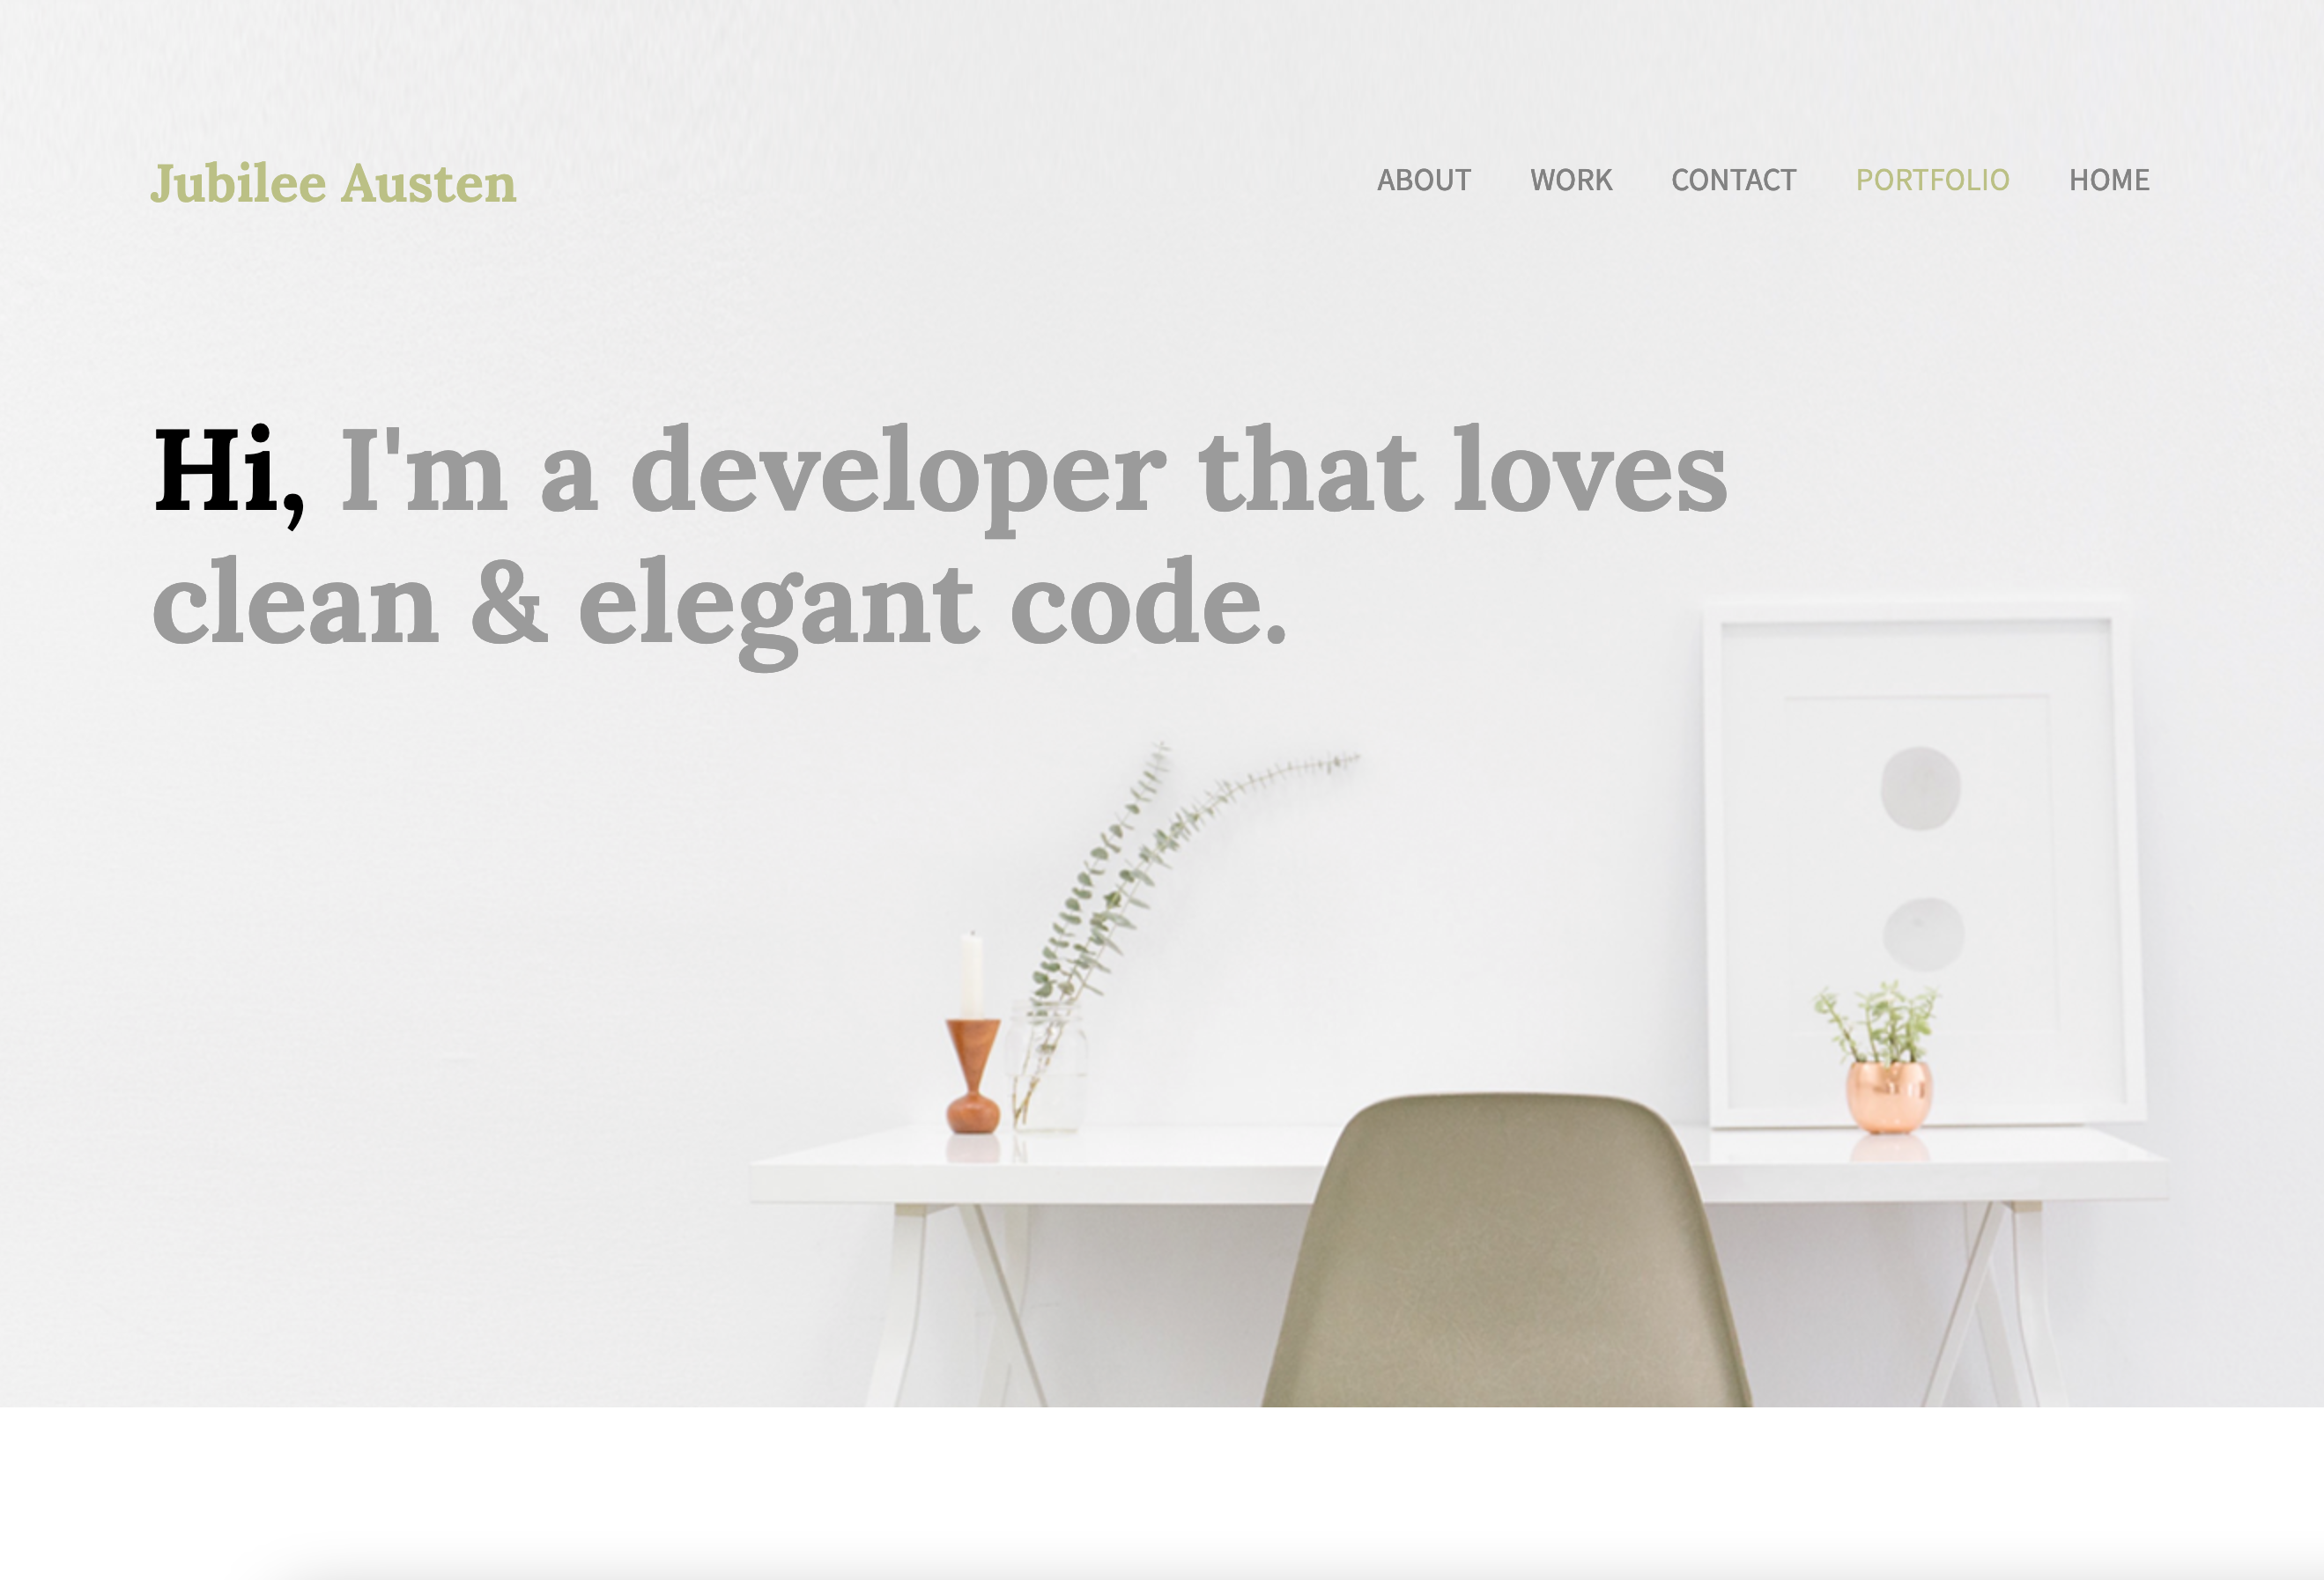 Jubilee Austen
ABOUT WORK CONTACT PORTFOLIO HOME
Hi, I'm a developer that loves
clean & elegant code.